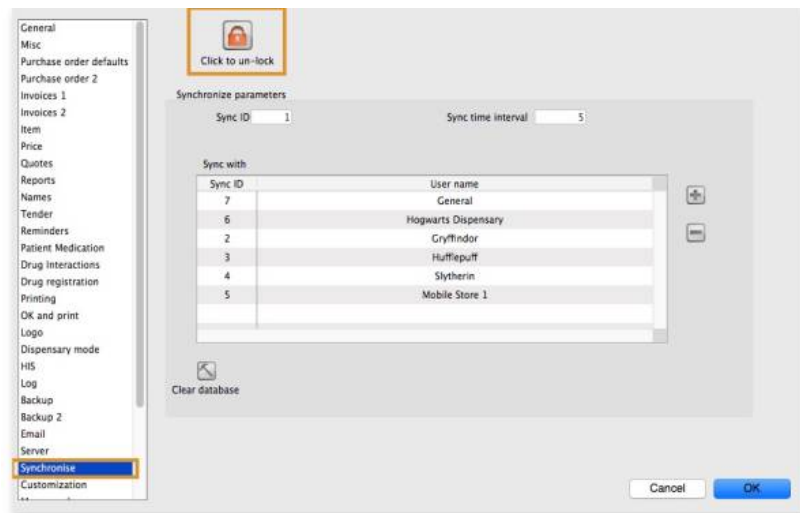 General
Misc
Purchase order defaults
Purchase order 2
Invoices 1
Invoices 2
Item
Price
Quotes
Reports
Names
Tender
Reminders
Patient Medication
Drug Interactions
Drug registration
Printing
OK and print
Logo
Dispensary mode
HIS
Log
Backup
Backup 2
Email
Server
Synchronise
Customization
Click to un-lock
Synchronize parameters
Sync ID 1 Sync time interval 5
Sync with
Sync ID User name
7 General
6 Hogwarts Dispensary
2 Gryffindor
3 Hufflepuff
4 Slytherin
5 Mobile Store 1
Clear database
Cancel OK